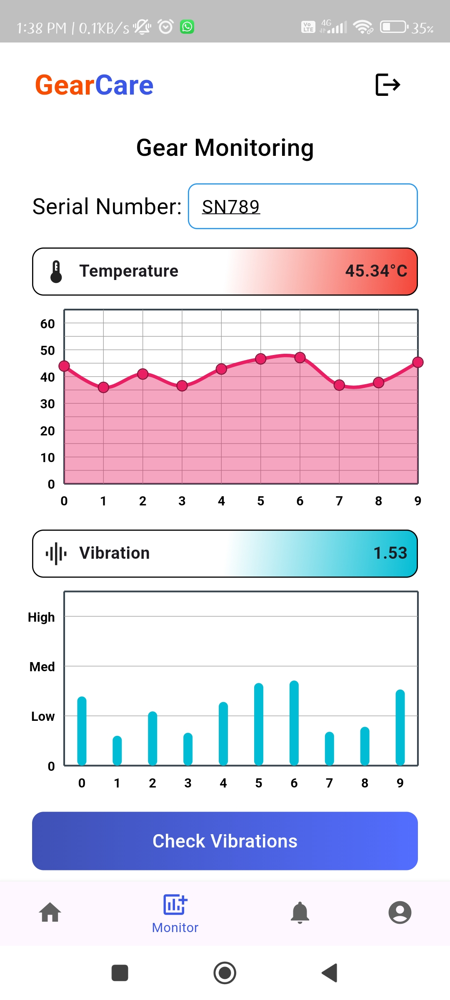 1:38 PM | 0.1KB/s Vo LTE 4G 35%
GearCare
Gear Monitoring
Serial Number: SN789
Temperature 45.34°C
60
50
40
30
20
10
0
0 1 2 3 4 5 6 7 8 9
Vibration 1.53
High
Med
Low
0
0 1 2 3 4 5 6 7 8 9
Check Vibrations
Monitor